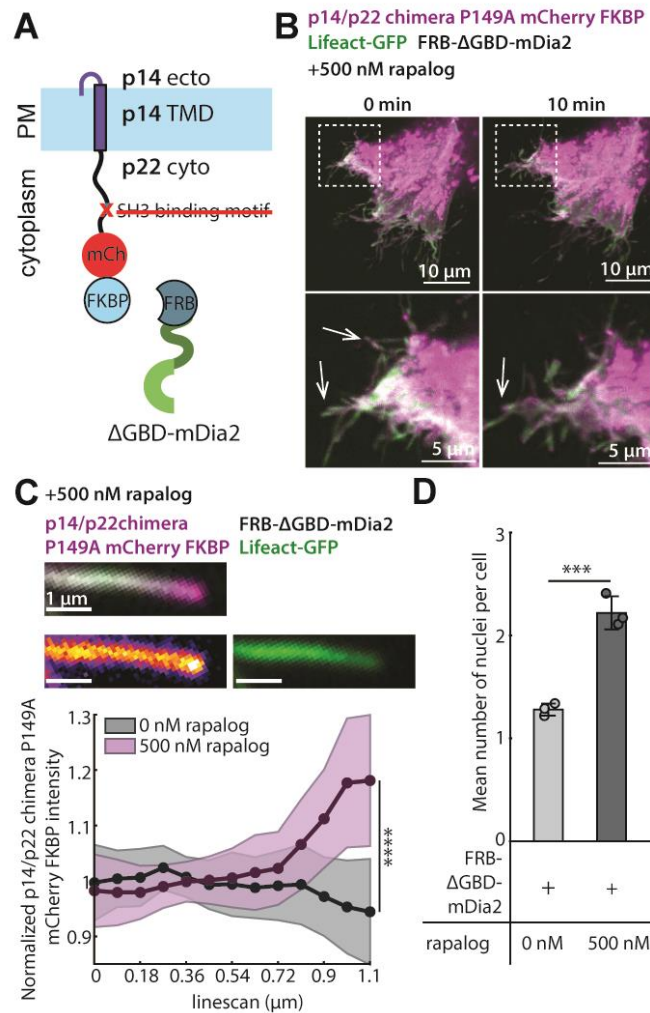 A
p14 ecto
p14 TMD
PM
p22 cyto
cytoplasm
X SH3 binding motif
mCh
FKBP
FRB
ΔGBD-mDia2
B
p14/p22 chimera P149A mCherry FKBP
Lifeact-GFP FRB-ΔGBD-mDia2
+500 nM rapalog
0 min
10 min
10 µm
10 µm
5 µm
5 µm
C
+500 nM rapalog
p14/p22chimera
P149A mCherry FKBP
FRB-ΔGBD-mDia2
Lifeact-GFP
1 µm
Normalized p14/p22 chimera P149A
mCherry FKBP intensity
1.3
1.2
1.1
1
0.9
0 nM rapalog
500 nM rapalog
****
0 0.18 0.36 0.54 0.72 0.9 1.1
linescan (µm)
D
Mean number of nuclei per cell
3
2
1
0
***
FRB-
ΔGBD-
mDia2
+ +
rapalog 0 nM 500 nM